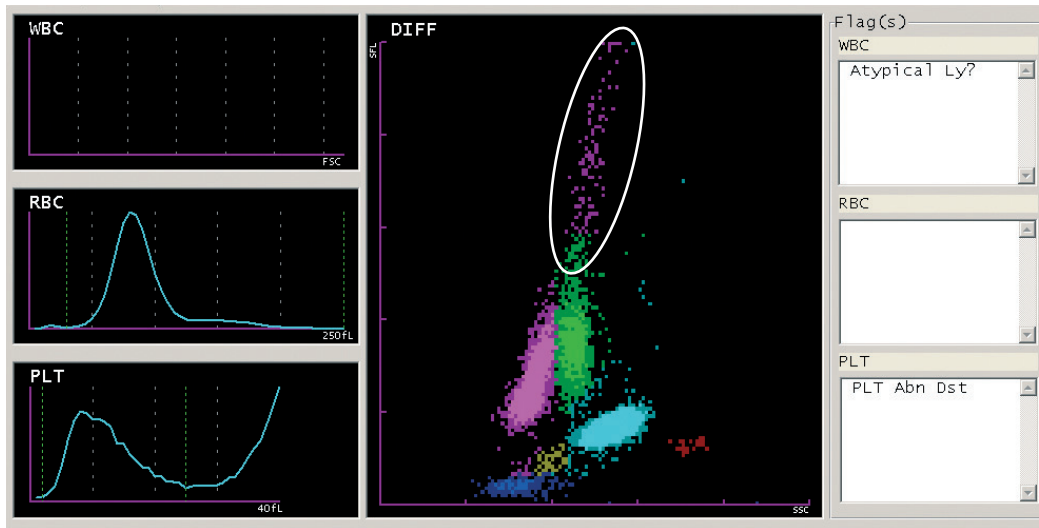 WBC
FSC
RBC
250fL
PLT
40fL
DIFF
SFL
SSC
Flag(s)
WBC
Atypical Ly?
RBC
PLT
PLT Abn Dst